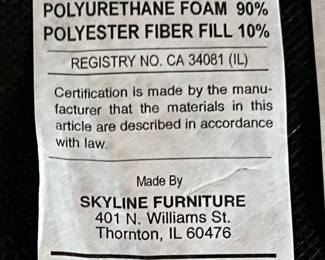 POLYURETHANE FOAM 90%
POLYESTER FIBER FILL 10%
REGISTRY NO. CA 34081 (IL)
Certification is made by the manu-
facturer that the materials in this
article are described in accordance
with law.
Made By
SKYLINE FURNITURE
401 N. Williams St.
Thornton, IL 60476